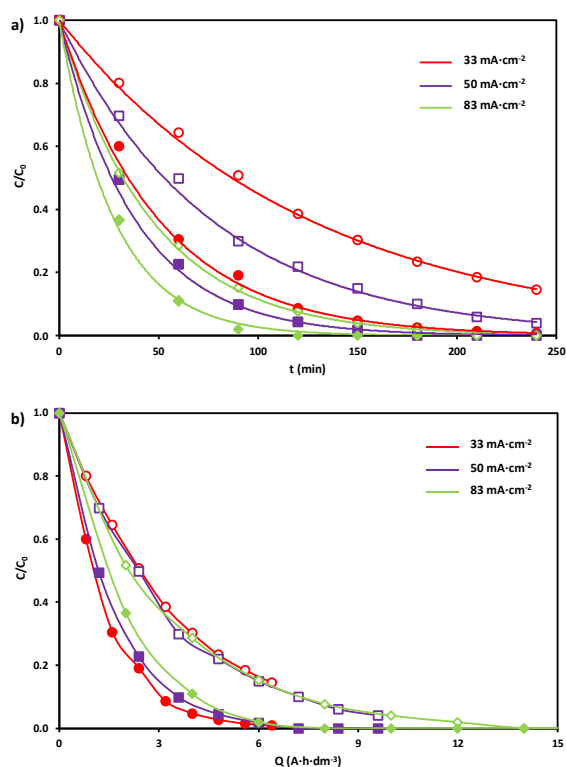 a)
1.0
0.8
0.6
0.4
0.2
0.0
C/C₀
33 mA·cm⁻²
50 mA·cm⁻²
83 mA·cm⁻²
0 50 100 150 200 250
t (min)
b)
1.0
0.8
0.6
0.4
0.2
0.0
C/C₀
33 mA·cm⁻²
50 mA·cm⁻²
83 mA·cm⁻²
0 3 6 9 12 15
Q (A·h·dm⁻³)